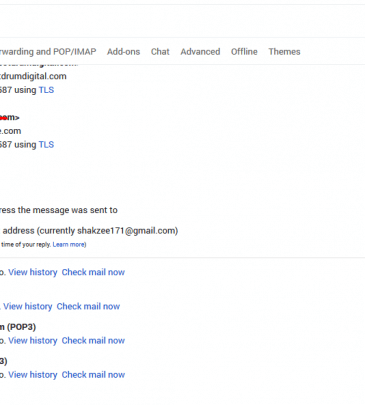 rwarding and POP/IMAP Add-ons Chat Advanced Offline Themes
tdrumdigital.com
587 using TLS
om>
e.com
587 using TLS
ress the message was sent to
address (currently shakzee171@gmail.com)
time of your reply. Learn more)
o. View history Check mail now
. View history Check mail now
m (POP3)
o. View history Check mail now
3)
o. View history Check mail now